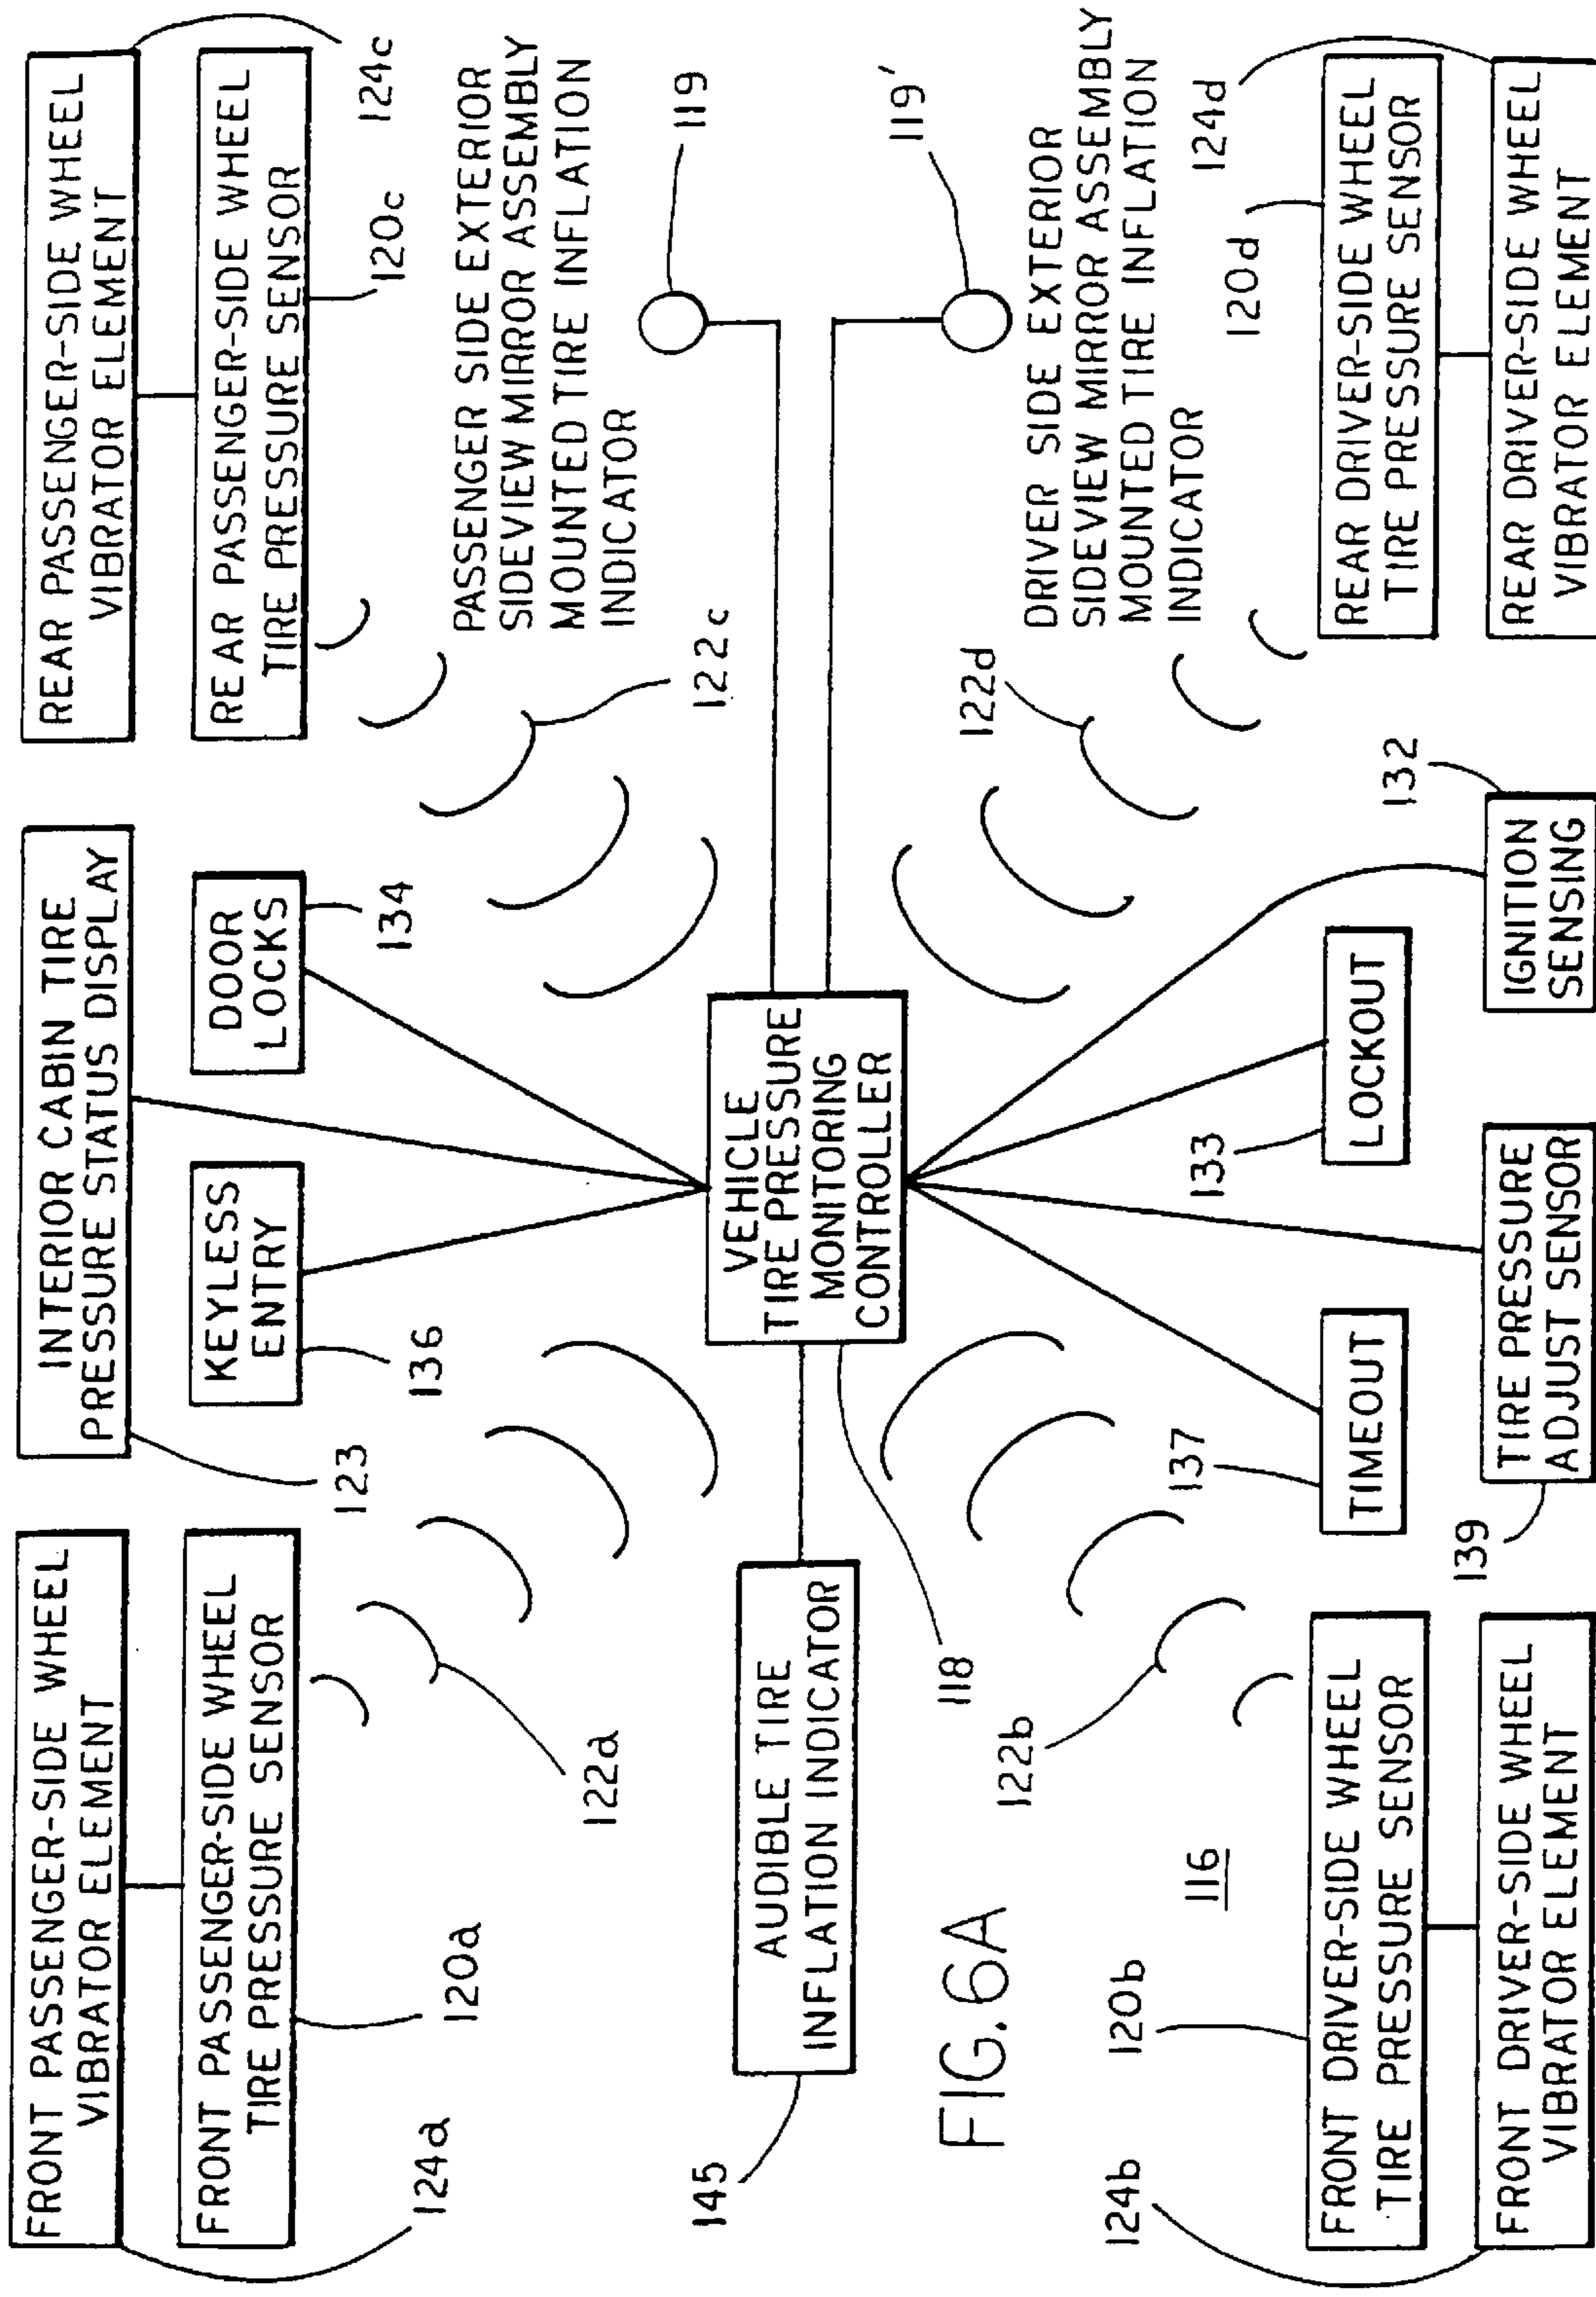 FRONT PASSENGER-SIDE WHEEL
VIBRATOR ELEMENT
124a
FRONT PASSENGER-SIDE WHEEL
TIRE PRESSURE SENSOR
120a
122a
INTERIOR CABIN TIRE
PRESSURE STATUS DISPLAY
123
KEYLESS
ENTRY
136
DOOR
LOCKS
134
REAR PASSENGER-SIDE WHEEL
VIBRATOR ELEMENT
124c
REAR PASSENGER-SIDE WHEEL
TIRE PRESSURE SENSOR
120c
122c
PASSENGER SIDE EXTERIOR
SIDEVIEW MIRROR ASSEMBLY
MOUNTED TIRE INFLATION
INDICATOR
119
AUDIBLE TIRE
INFLATION INDICATOR
145
VEHICLE
TIRE PRESSURE
MONITORING
CONTROLLER
118
119'
DRIVER SIDE EXTERIOR
SIDEVIEW MIRROR ASSEMBLY
MOUNTED TIRE INFLATION
INDICATOR
FIG. 6A
116
122b
120b
FRONT DRIVER-SIDE WHEEL
TIRE PRESSURE SENSOR
124b
FRONT DRIVER-SIDE WHEEL
VIBRATOR ELEMENT
137
TIMEOUT
133
LOCKOUT
139
TIRE PRESSURE
ADJUST SENSOR
132
IGNITION
SENSING
122d
120d
REAR DRIVER-SIDE WHEEL
TIRE PRESSURE SENSOR
124d
REAR DRIVER-SIDE WHEEL
VIBRATOR ELEMENT